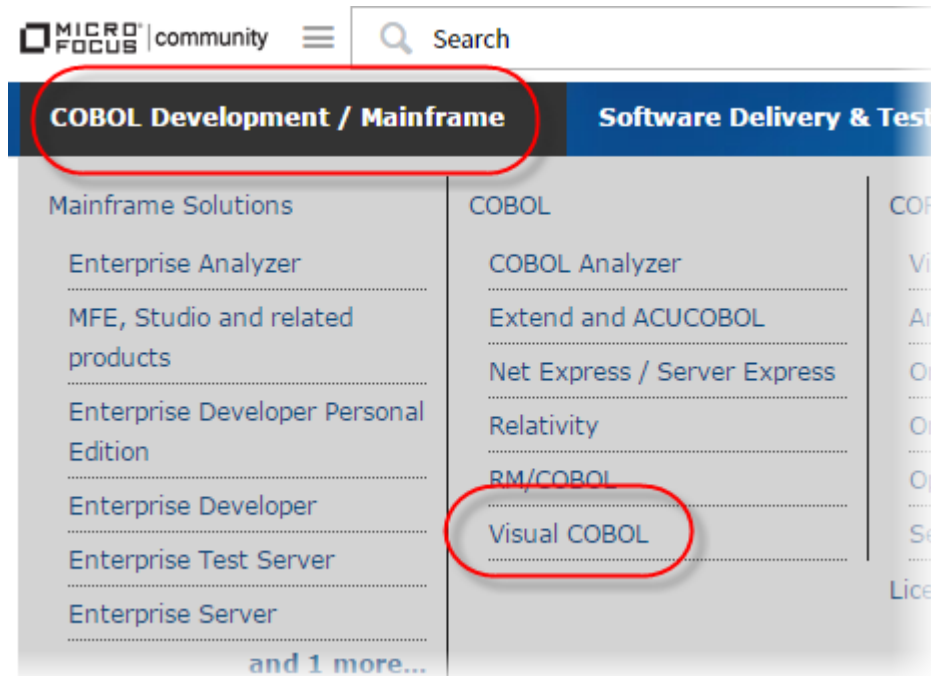 MICRO FOCUS | community
Search
COBOL Development / Mainframe
Software Delivery & Test
Mainframe Solutions
Enterprise Analyzer
MFE, Studio and related
products
Enterprise Developer Personal
Edition
Enterprise Developer
Enterprise Test Server
Enterprise Server
and 1 more...
COBOL
COBOL Analyzer
Extend and ACUCOBOL
Net Express / Server Express
Relativity
RM/COBOL
Visual COBOL